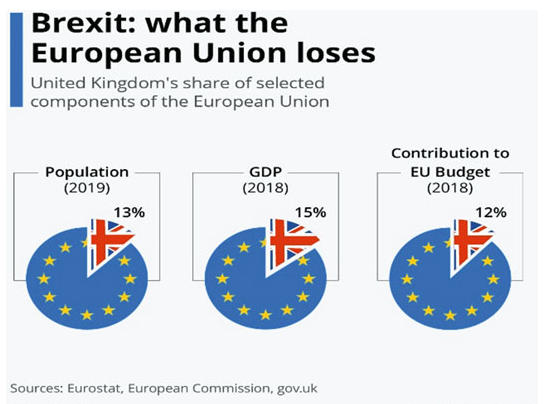 Brexit: what the
European Union loses
United Kingdom's share of selected
components of the European Union
Population
(2019)
13%
GDP
(2018)
15%
Contribution to
EU Budget
(2018)
12%
Sources: Eurostat, European Commission, gov.uk